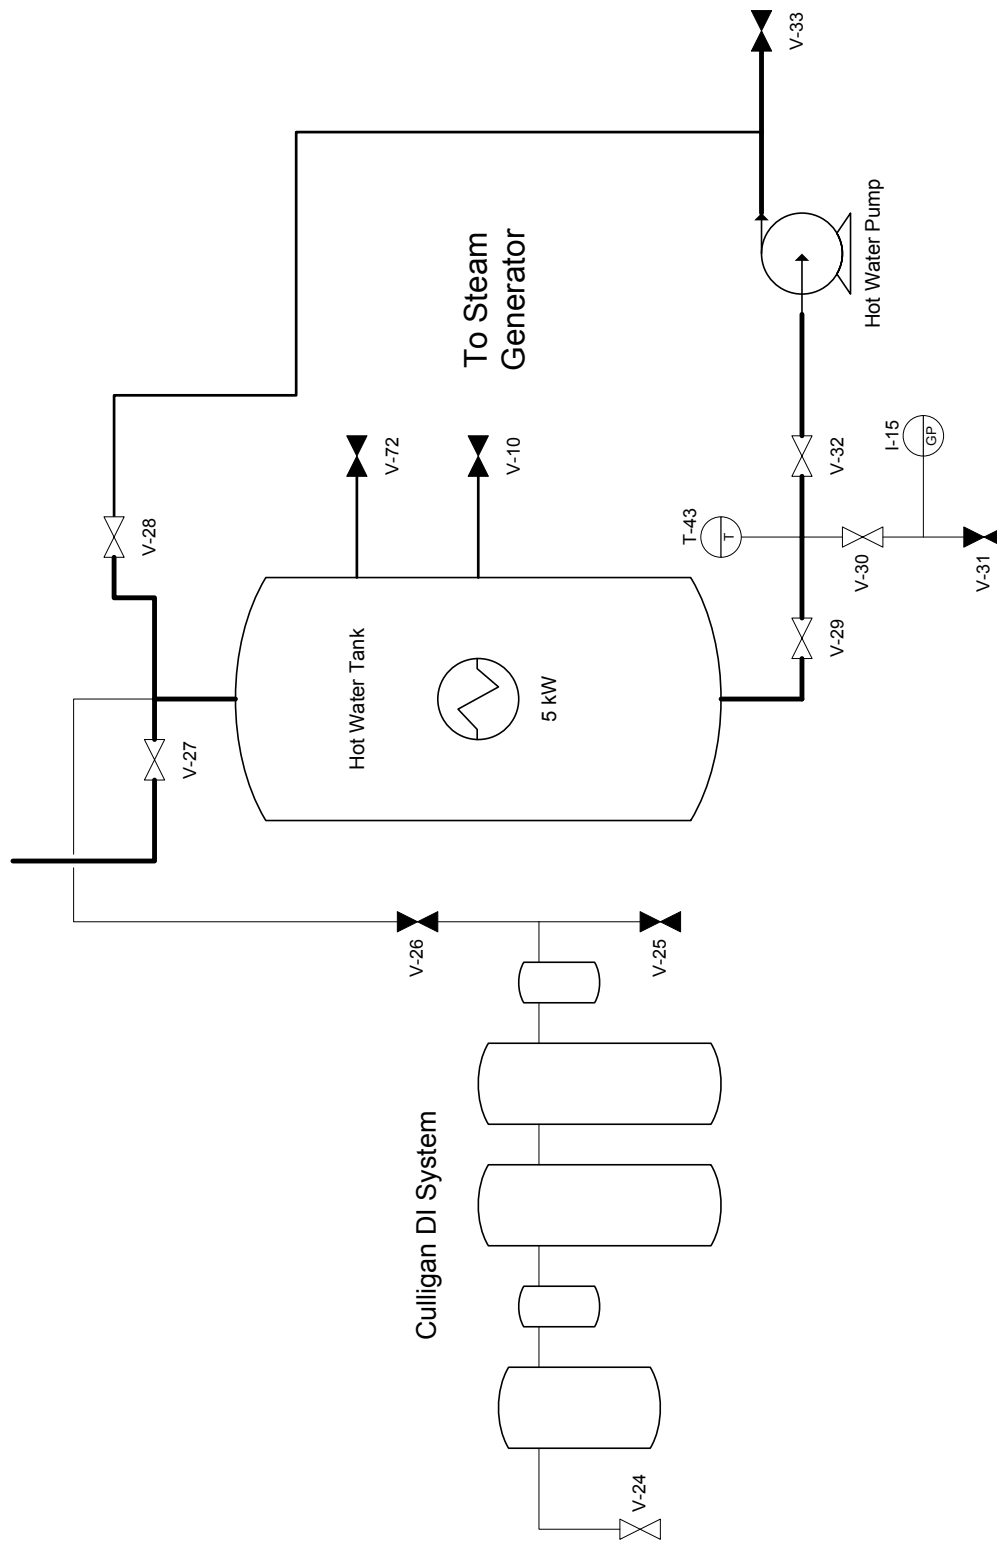 V-33
V-28
V-27
V-72
V-10
To Steam
Generator
Hot Water Tank
5 kW
Hot Water Pump
T-43
T
V-32
V-29
I-15
GP
V-30
V-31
V-26
V-25
Culligan DI System
V-24